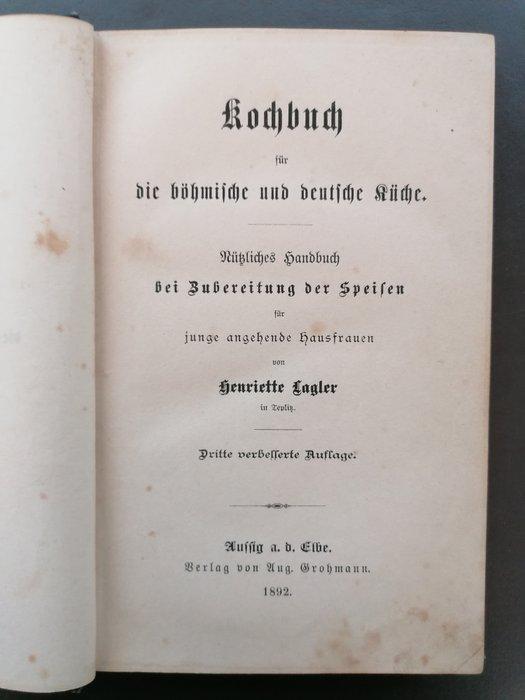 Kochbuch
für
die böhmische und deutsche Küche.
Nützliches Handbuch
bei Zubereitung der Speisen
für
junge angehende Hausfrauen
von
Henriette Lagler
in Teplitz.
Dritte verbesserte Auflage.
Aussig a. d. Elbe.
Verlag von Aug. Grohmann.
1892.